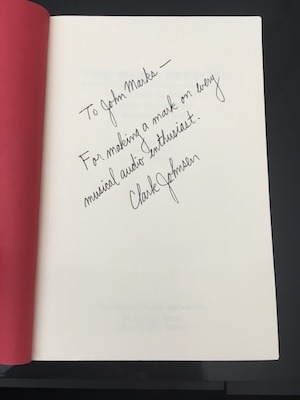 To John Marks —
For making a mark on every
musical audio enthusiast.
Clark Johnsen